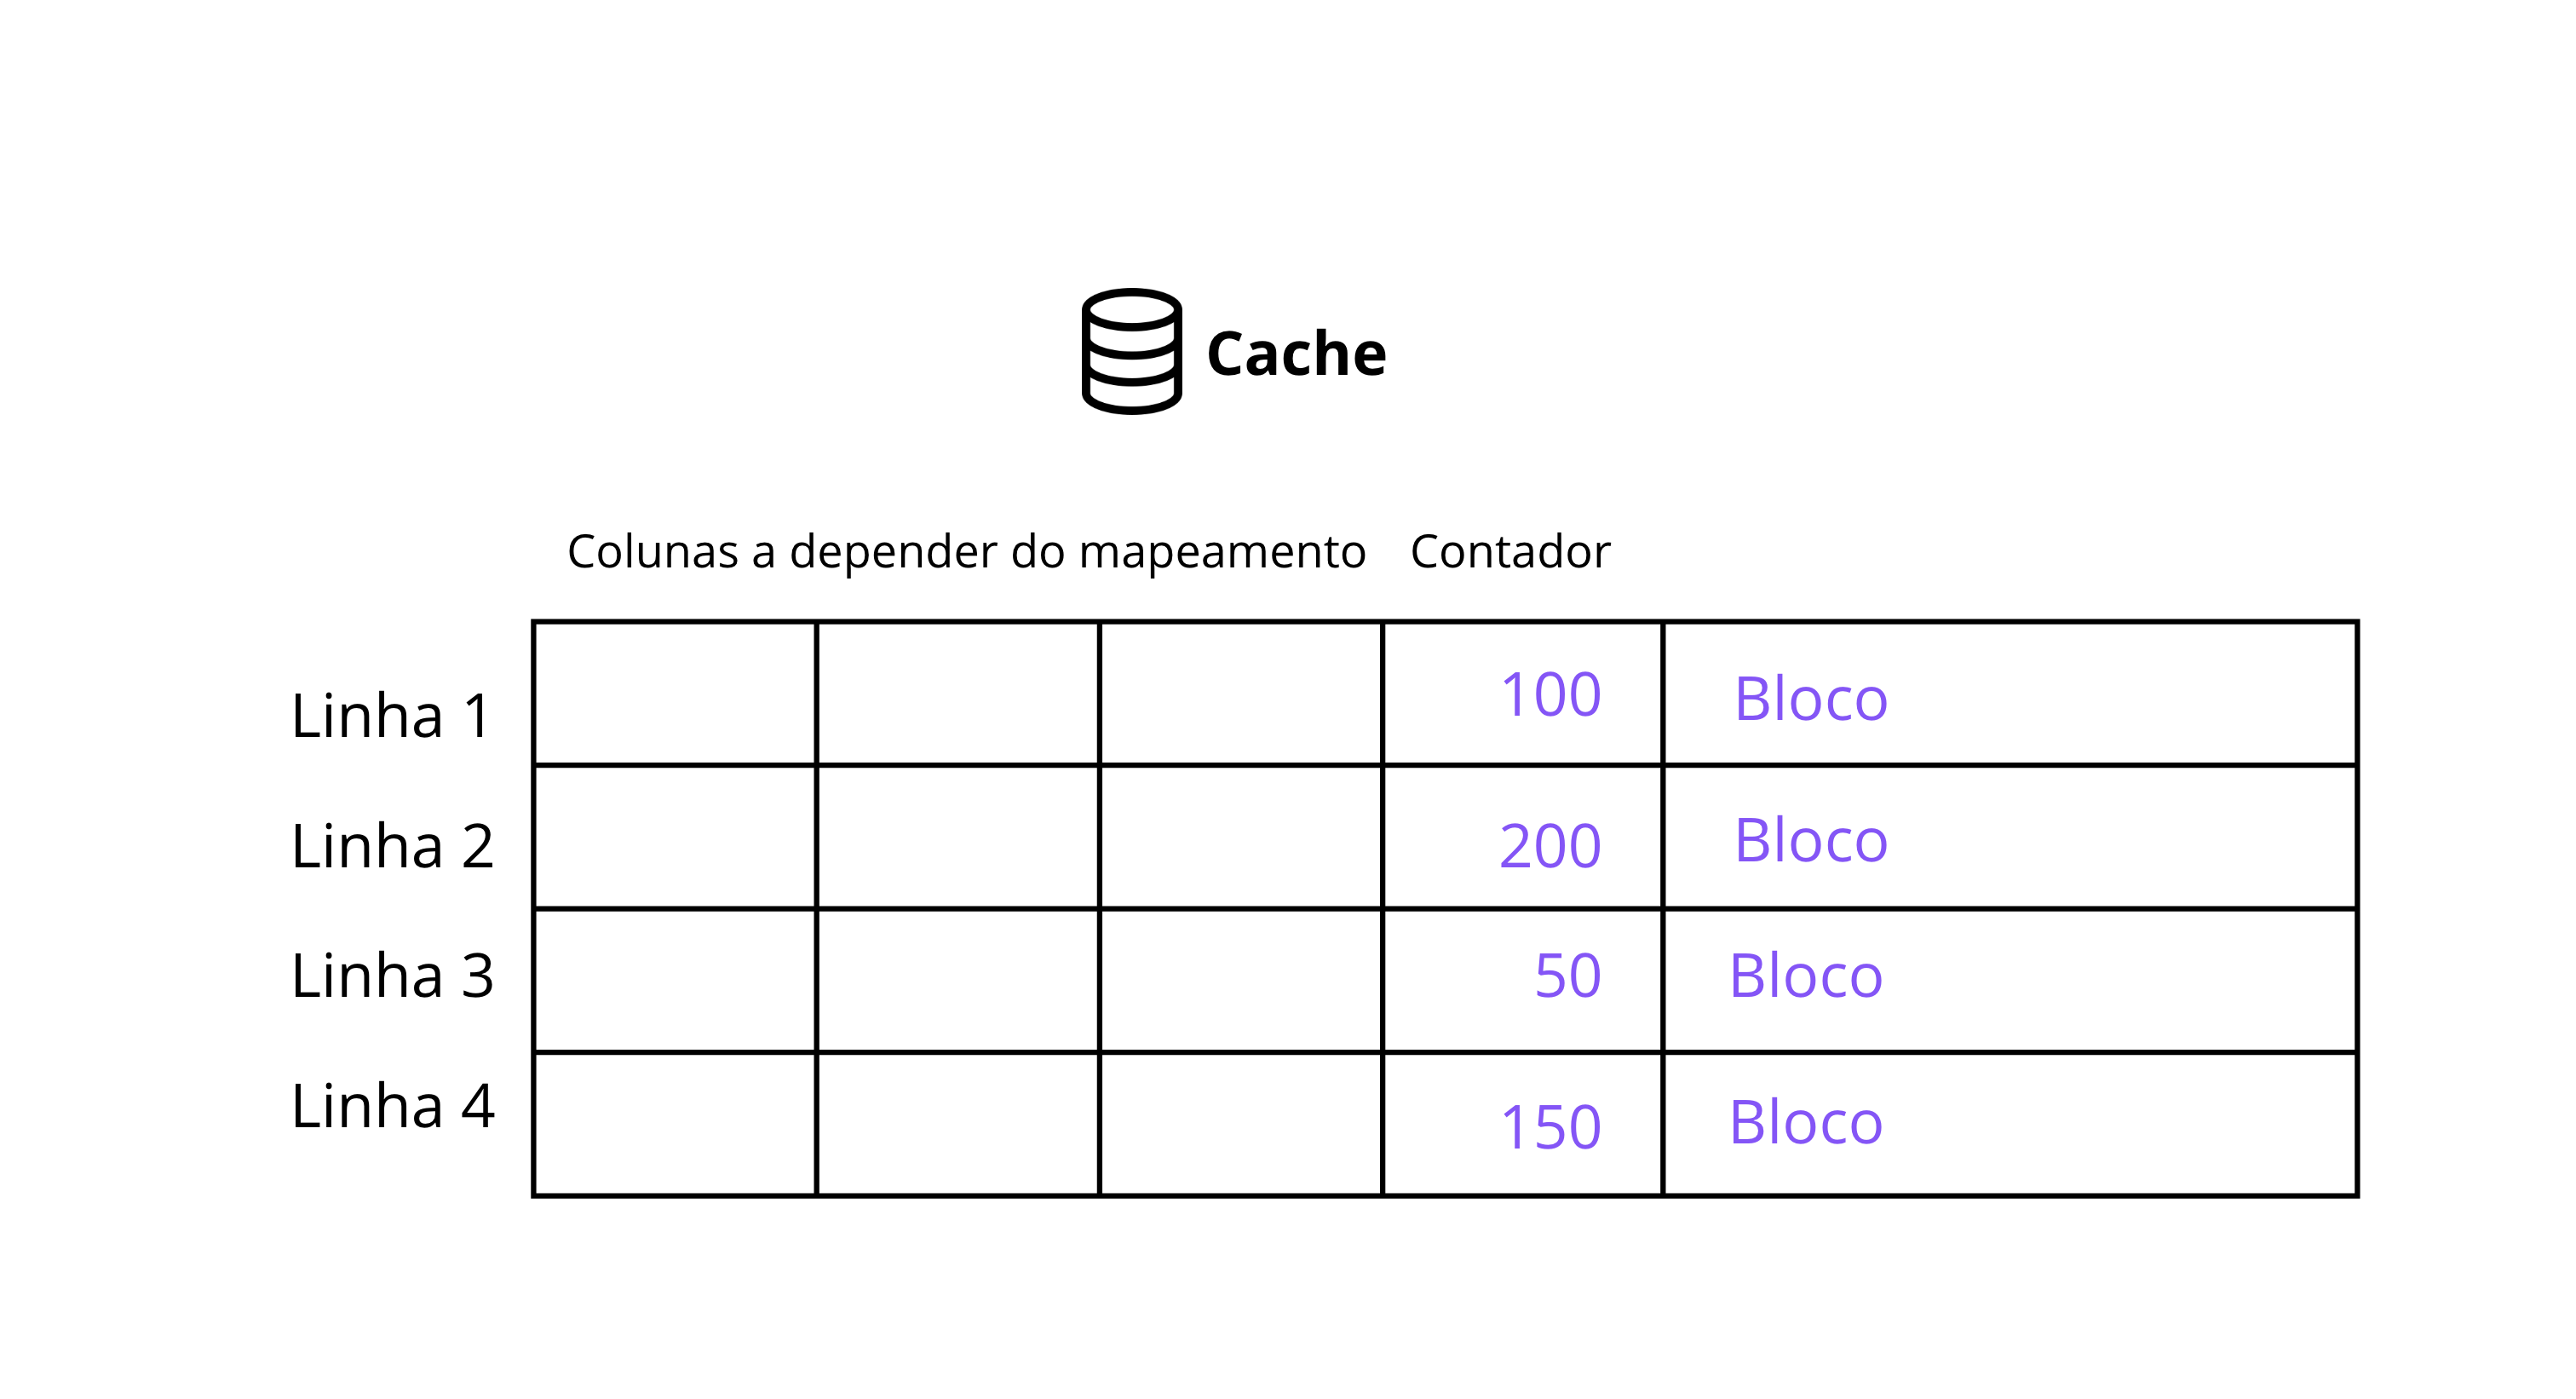 Cache
Colunas a depender do mapeamento Contador
Linha 1 100 Bloco
Linha 2 200 Bloco
Linha 3 50 Bloco
Linha 4 150 Bloco